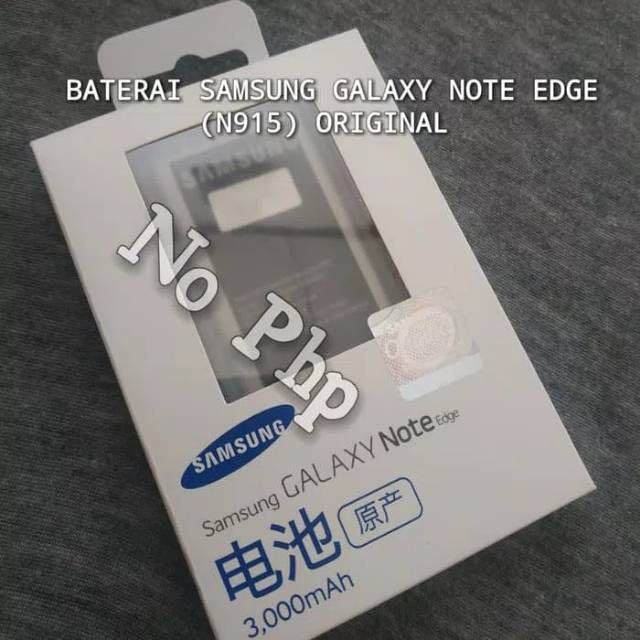 BATERAI SAMSUNG GALAXY NOTE EDGE
(N915) ORIGINAL
SAMSUNG
No Php
SAMSUNG
Samsung GALAXY Note Edge
电池 原产
3,000mAh